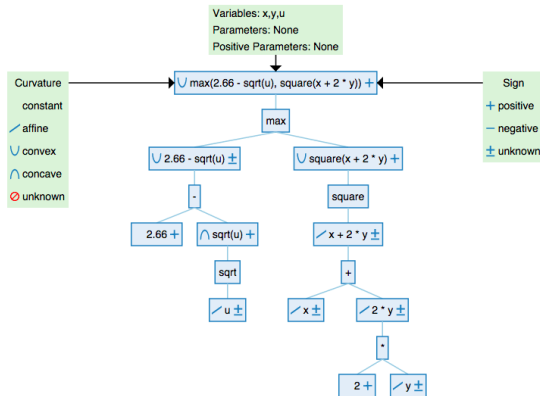 Variables: x,y,u
Parameters: None
Positive Parameters: None
Curvature
constant
affine
convex
concave
unknown
max(2.66 - sqrt(u), square(x + 2 * y)) +
Sign
+ positive
− negative
± unknown
max
2.66 - sqrt(u) ±
square(x + 2 * y) +
-
square
2.66 +
sqrt(u) +
x + 2 * y ±
sqrt
+
u ±
x ±
2 * y ±
*
2 +
y ±